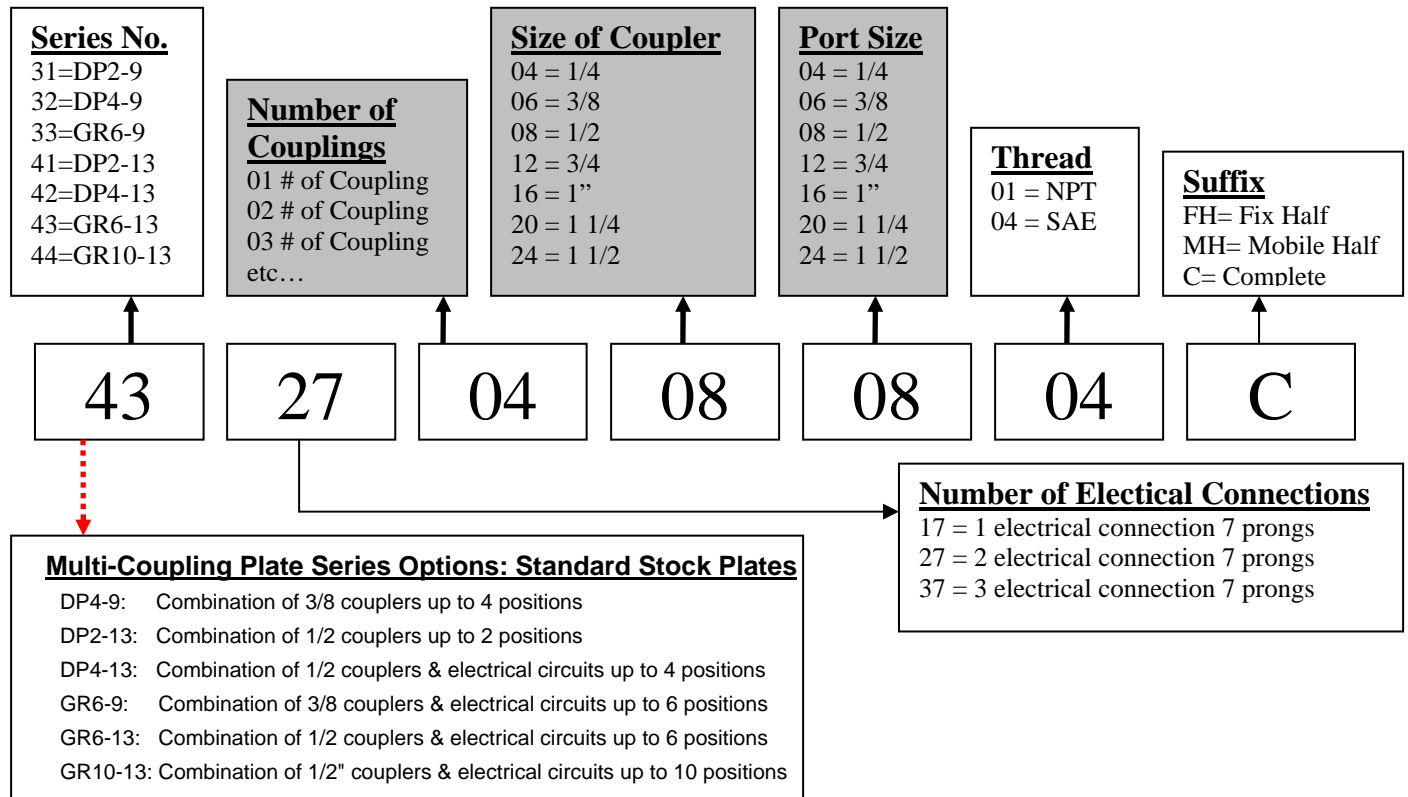 Series No.
31=DP2-9
32=DP4-9
33=GR6-9
41=DP2-13
42=DP4-13
43=GR6-13
44=GR10-13
Number of
Couplings
01 # of Coupling
02 # of Coupling
03 # of Coupling
etc…
Size of Coupler
04 = 1/4
06 = 3/8
08 = 1/2
12 = 3/4
16 = 1”
20 = 1 1/4
24 = 1 1/2
Port Size
04 = 1/4
06 = 3/8
08 = 1/2
12 = 3/4
16 = 1”
20 = 1 1/4
24 = 1 1/2
Thread
01 = NPT
04 = SAE
Suffix
FH= Fix Half
MH= Mobile Half
C= Complete
43 27 04 08 08 04 C
Number of Electical Connections
17 = 1 electrical connection 7 prongs
27 = 2 electrical connection 7 prongs
37 = 3 electrical connection 7 prongs
Multi-Coupling Plate Series Options: Standard Stock Plates
DP4-9: Combination of 3/8 couplers up to 4 positions
DP2-13: Combination of 1/2 couplers up to 2 positions
DP4-13: Combination of 1/2 couplers & electrical circuits up to 4 positions
GR6-9: Combination of 3/8 couplers & electrical circuits up to 6 positions
GR6-13: Combination of 1/2 couplers & electrical circuits up to 6 positions
GR10-13: Combination of 1/2" couplers & electrical circuits up to 10 positions